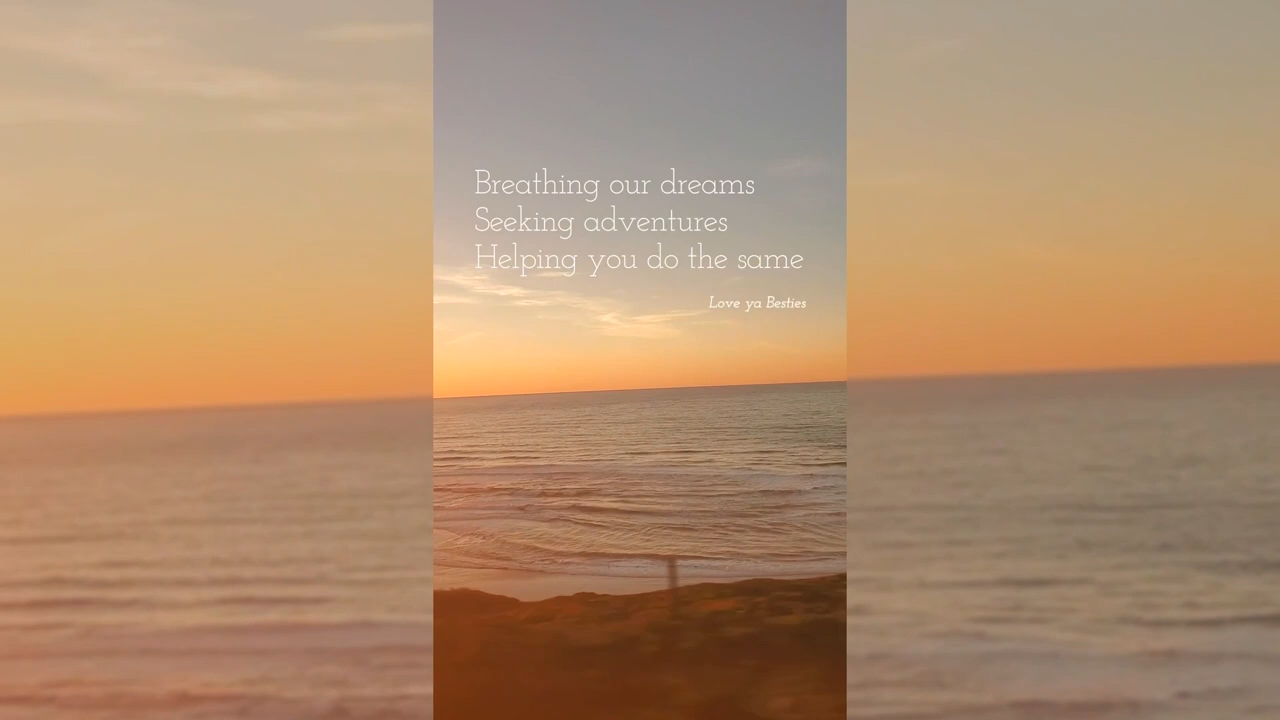 Breathing our dreams
Seeking adventures
Helping you do the same
Love ya Besties